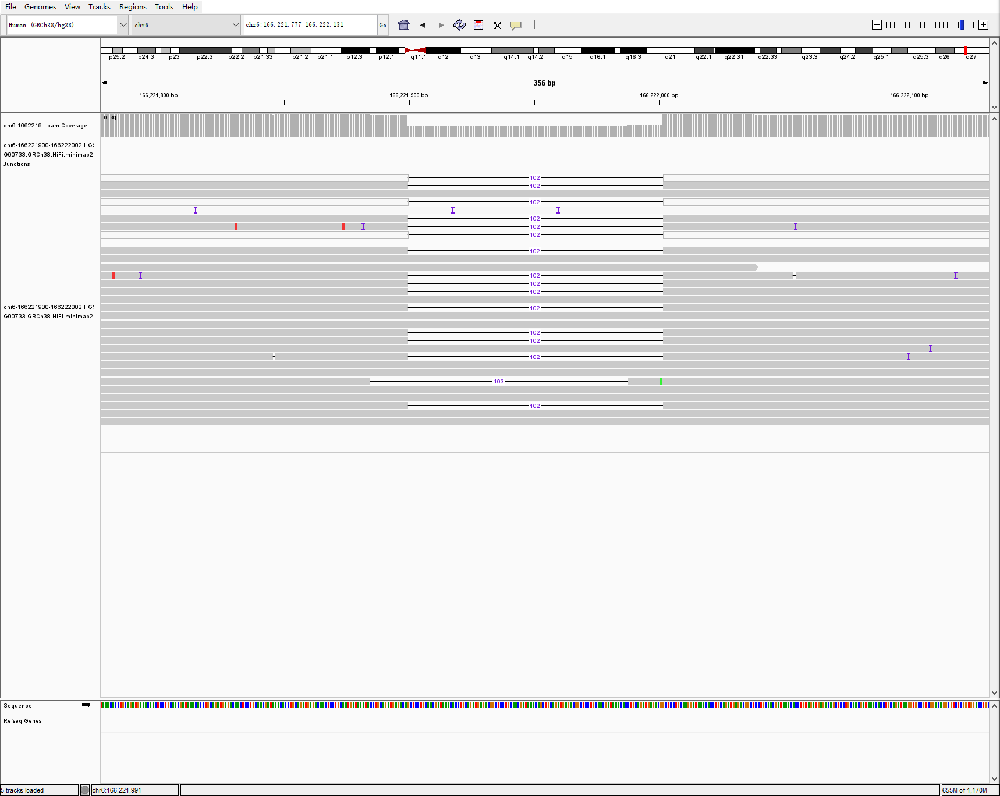 File Genomes View Tracks Regions Tools Help
Human (GRCh38/hg38) chr6 chr6:166,221,777-166,222,131 Go
p25.2 p24.3 p23 p22.3 p22.2 p21.33 p21.2 p21.1 p12.3 p12.1 q11.1 q12 q13 q14.1 q14.2 q15 q16.1 q16.3 q21 q22.1 q22.31 q22.33 q23.3 q24.2 q25.1 q25.3 q26 q27
356 bp
166,221,800 bp 166,221,900 bp 166,222,000 bp 166,222,100 bp
[0 - 30]
chr6-1662219...bam Coverage
chr6-166221900-166222002.HG
G00733.GRCh38.HiFi.minimap2
Junctions
102
102
102
102
102
102
102
102
102
102
102
chr6-166221900-166222002.HG
G00733.GRCh38.HiFi.minimap2
102
102
102
103
102
Sequence
Refseq Genes
5 tracks loaded chr6:166,221,991 655M of 1,170M